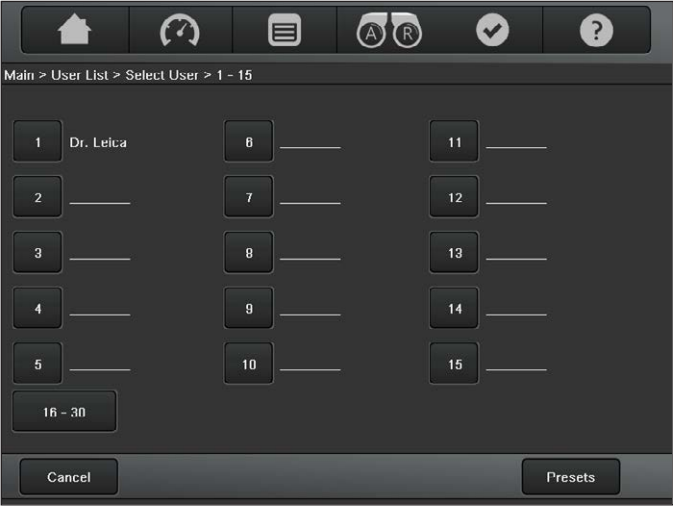 A R ?
Main > User List > Select User > 1 - 15
1 Dr. Leica 6 11
2 7 12
3 8 13
4 9 14
5 10 15
16 - 30
Cancel Presets